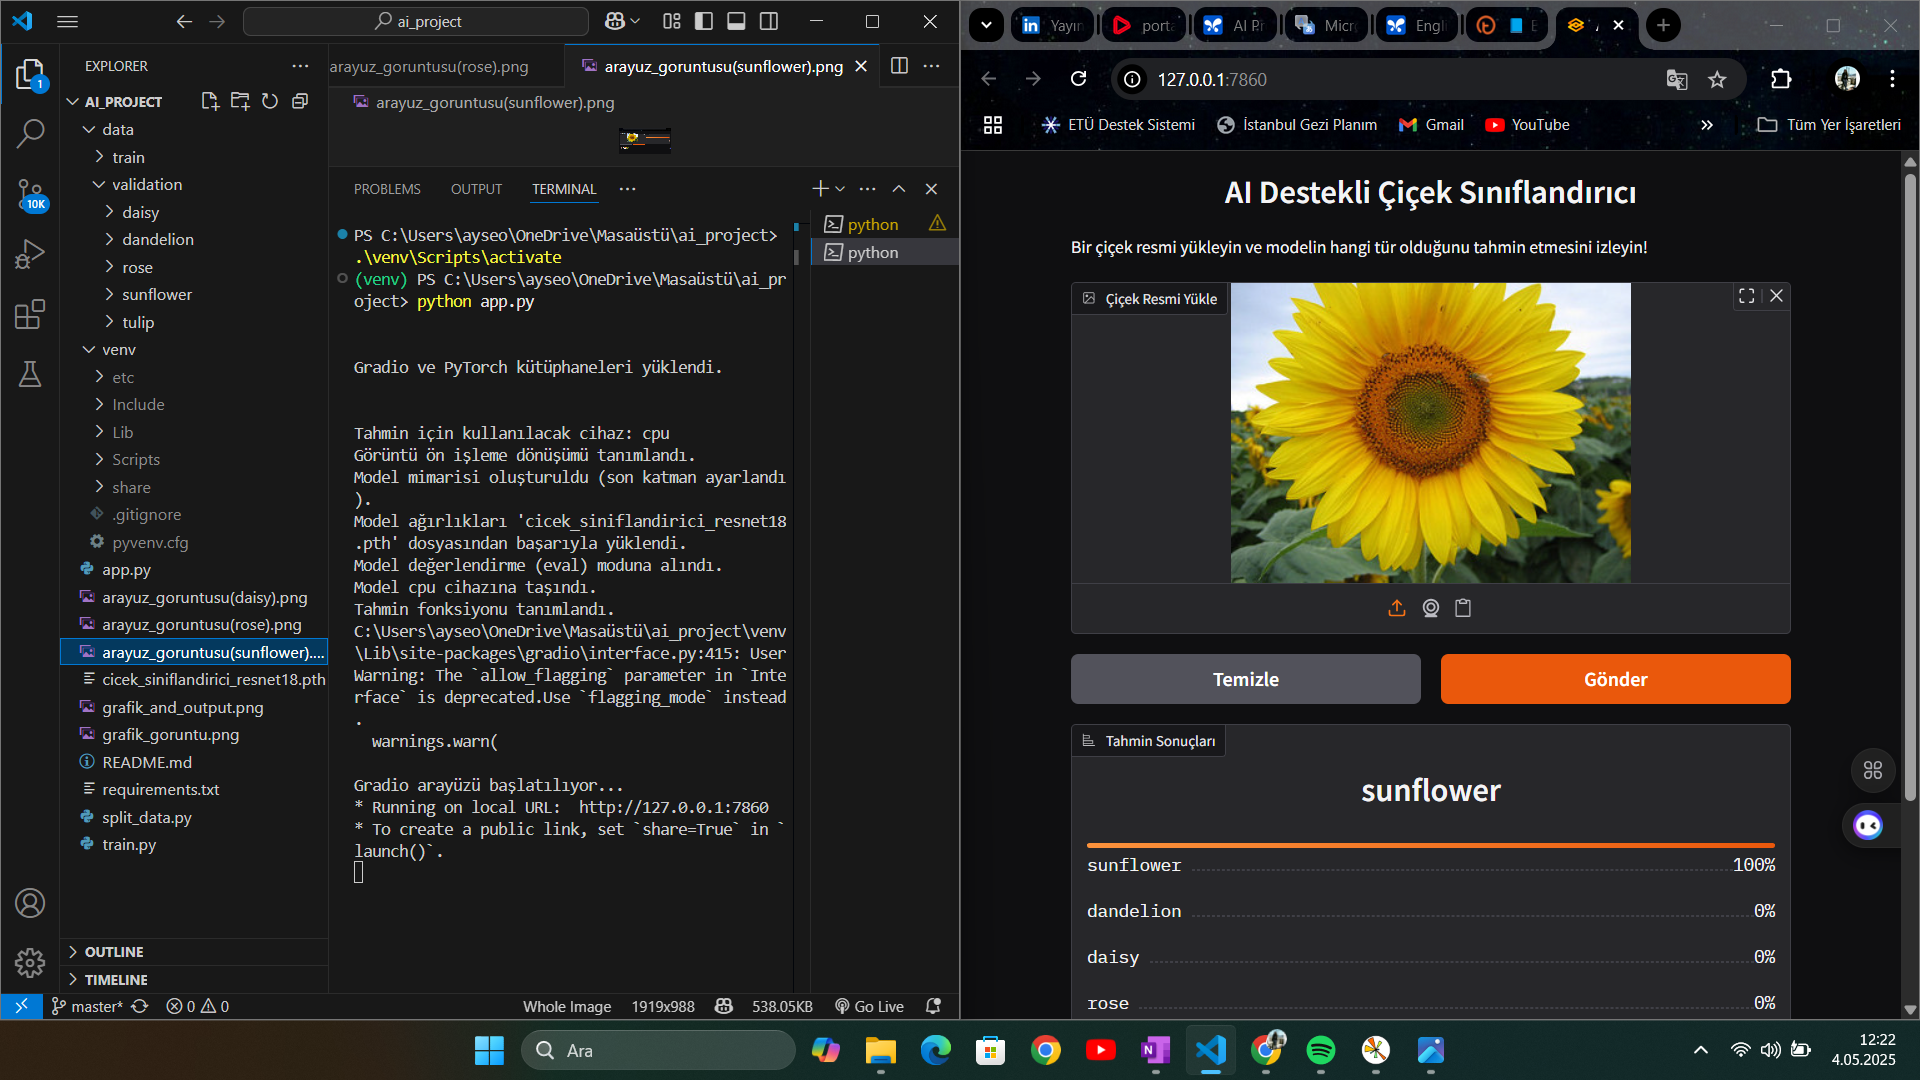 ai_project
EXPLORER
AI_PROJECT
data
train
validation
daisy
dandelion
rose
sunflower
tulip
venv
etc
Include
Lib
Scripts
share
.gitignore
pyvenv.cfg
app.py
arayuz_goruntusu(daisy).png
arayuz_goruntusu(rose).png
arayuz_goruntusu(sunflower)....
cicek_siniflandirici_resnet18.pth
grafik_and_output.png
grafik_goruntu.png
README.md
requirements.txt
split_data.py
train.py
OUTLINE
TIMELINE
1
10K
arayuz_goruntusu(rose).png
arayuz_goruntusu(sunflower).png
arayuz_goruntusu(sunflower).png
PROBLEMS OUTPUT TERMINAL
python
python
PS C:\Users\ayseo\OneDrive\Masaüstü\ai_project>
.\venv\Scripts\activate
(venv) PS C:\Users\ayseo\OneDrive\Masaüstü\ai_pr
oject> python app.py
Gradio ve PyTorch kütüphaneleri yüklendi.
Tahmin için kullanılacak cihaz: cpu
Görüntü ön işleme dönüşümü tanımlandı.
Model mimarisi oluşturuldu (son katman ayarlandı
).
Model ağırlıkları 'cicek_siniflandirici_resnet18
.pth' dosyasından başarıyla yüklendi.
Model değerlendirme (eval) moduna alındı.
Model cpu cihazına taşındı.
Tahmin fonksiyonu tanımlandı.
C:\Users\ayseo\OneDrive\Masaüstü\ai_project\venv
\Lib\site-packages\gradio\interface.py:415: User
Warning: The `allow_flagging` parameter in `Inte
rface` is deprecated.Use `flagging_mode` instead
.
warnings.warn(
Gradio arayüzü başlatılıyor...
* Running on local URL:  http://127.0.0.1:7860
* To create a public link, set `share=True` in `
launch()`.
master* 0 0
Whole Image 1919x988 538.05KB Go Live
Yayın porta AI Pr Micr Engl
127.0.0.1:7860
ETÜ Destek Sistemi İstanbul Gezi Planım Gmail YouTube » Tüm Yer İşaretleri
AI Destekli Çiçek Sınıflandırıcı
Bir çiçek resmi yükleyin ve modelin hangi tür olduğunu tahmin etmesini izleyin!
Çiçek Resmi Yükle
Temizle Gönder
Tahmin Sonuçları
sunflower
sunflower 100%
dandelion 0%
daisy 0%
rose 0%
Ara
12:22
4.05.2025